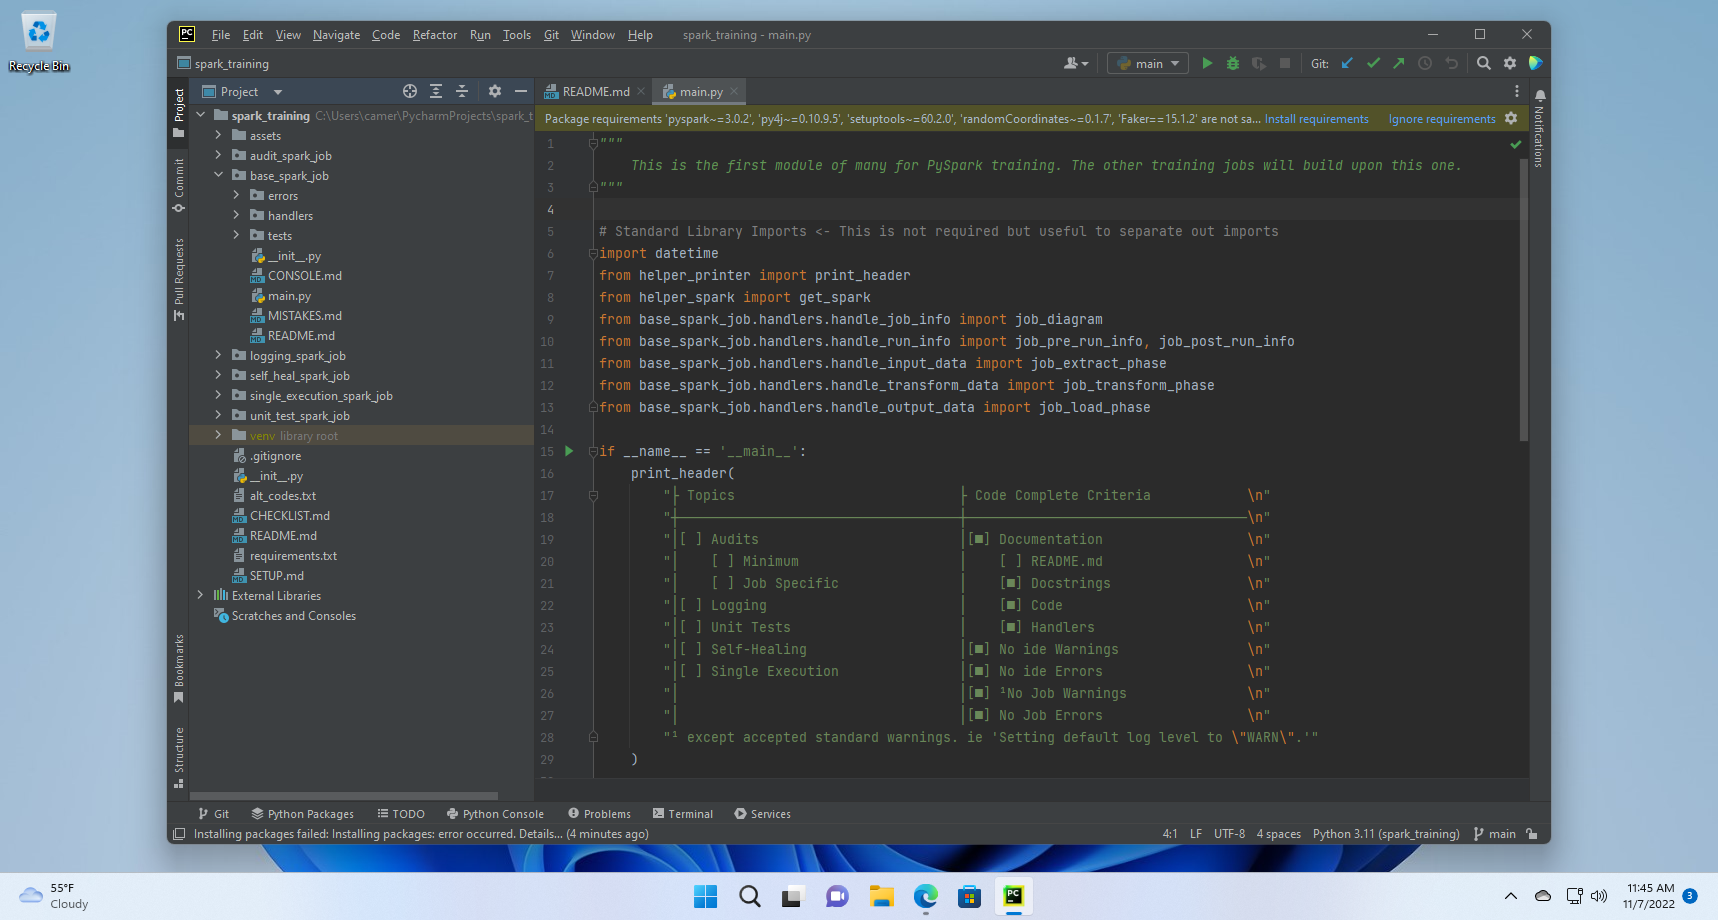 Recycle Bin
PC File Edit View Navigate Code Refactor Run Tools Git Window Help spark_training - main.py
spark_training
main
Git:
Project
README.md
main.py
Package requirements 'pyspark~=3.0.2', 'py4j~=0.10.9.5', 'setuptools~=60.2.0', 'randomCoordinates~=0.1.7', 'Faker==15.1.2' are not sa... Install requirements Ignore requirements
Project
Commit
Pull Requests
Bookmarks
Structure
Notifications
spark_training C:\Users\camer\PycharmProjects\spark_t
assets
audit_spark_job
base_spark_job
errors
handlers
tests
__init__.py
CONSOLE.md
main.py
MISTAKES.md
README.md
logging_spark_job
self_heal_spark_job
single_execution_spark_job
unit_test_spark_job
venv library root
.gitignore
__init__.py
alt_codes.txt
CHECKLIST.md
README.md
requirements.txt
SETUP.md
External Libraries
Scratches and Consoles
1 """
2 This is the first module of many for PySpark training. The other training jobs will build upon this one.
3 """
4
5 # Standard Library Imports <- This is not required but useful to separate out imports
6 import datetime
7 from helper_printer import print_header
8 from helper_spark import get_spark
9 from base_spark_job.handlers.handle_job_info import job_diagram
10 from base_spark_job.handlers.handle_run_info import job_pre_run_info, job_post_run_info
11 from base_spark_job.handlers.handle_input_data import job_extract_phase
12 from base_spark_job.handlers.handle_transform_data import job_transform_phase
13 from base_spark_job.handlers.handle_output_data import job_load_phase
14
15 if __name__ == '__main__':
16 print_header(
17 "├ Topics ├ Code Complete Criteria \n"
18 "┼───────────────────────────────────┼───────────────────────────────────\n"
19 "│[ ] Audits │[■] Documentation \n"
20 "│ [ ] Minimum │ [ ] README.md \n"
21 "│ [ ] Job Specific │ [■] Docstrings \n"
22 "│[ ] Logging │ [■] Code \n"
23 "│[ ] Unit Tests │ [■] Handlers \n"
24 "│[ ] Self-Healing │[■] No ide Warnings \n"
25 "│[ ] Single Execution │[■] No ide Errors \n"
26 "│ │[■] ¹No Job Warnings \n"
27 "│ │[■] No Job Errors \n"
28 "¹ except accepted standard warnings. ie 'Setting default log level to \"WARN\".'"
29 )
Git Python Packages TODO Python Console Problems Terminal Services
Installing packages failed: Installing packages: error occurred. Details... (4 minutes ago) 4:1 LF UTF-8 4 spaces Python 3.11 (spark_training) main
55°F
Cloudy
PC
11:45 AM
11/7/2022
3